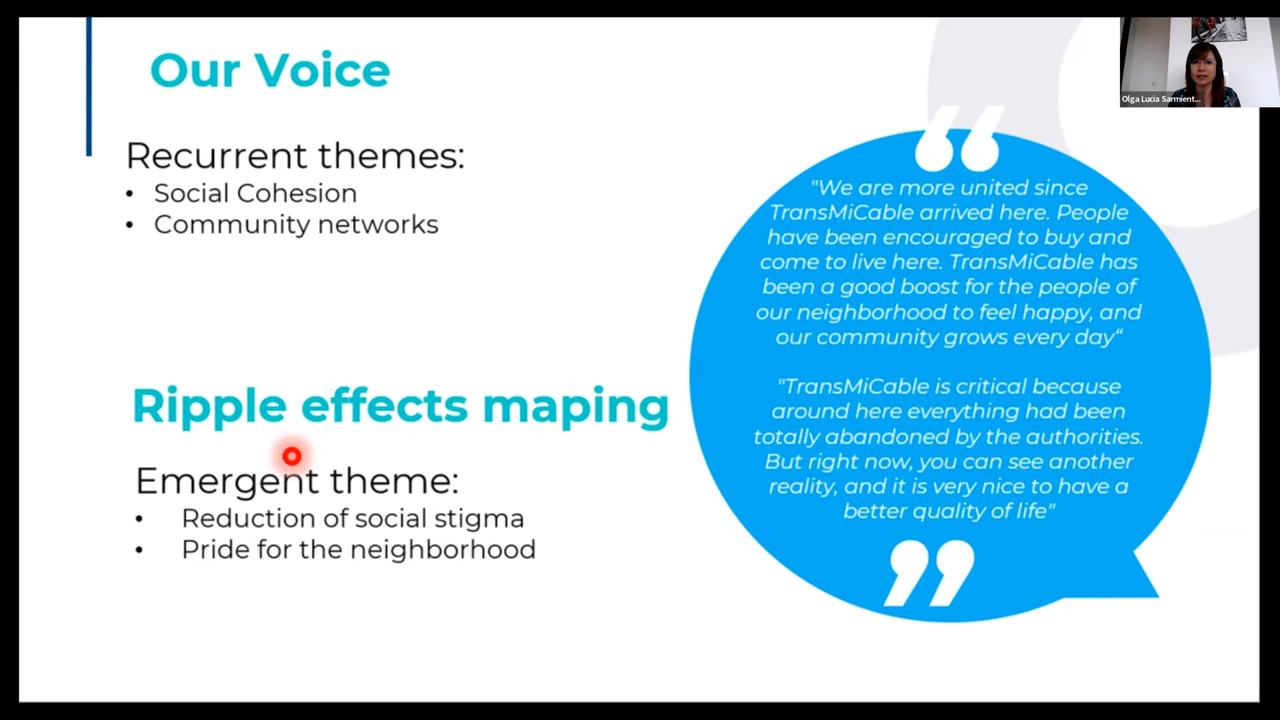 Our Voice
Recurrent themes:
• Social Cohesion
• Community networks
Ripple effects maping
Emergent theme:
• Reduction of social stigma
• Pride for the neighborhood
"We are more united since
TransMiCable arrived here. People
have been encouraged to buy and
come to live here. TransMiCable has
been a good boost for the people of
our neighborhood to feel happy, and
our community grows every day“
"TransMiCable is critical because
around here everything had been
totally abandoned by the authorities.
But right now, you can see another
reality, and it is very nice to have a
better quality of life"
Olga Lucia Sarmient...